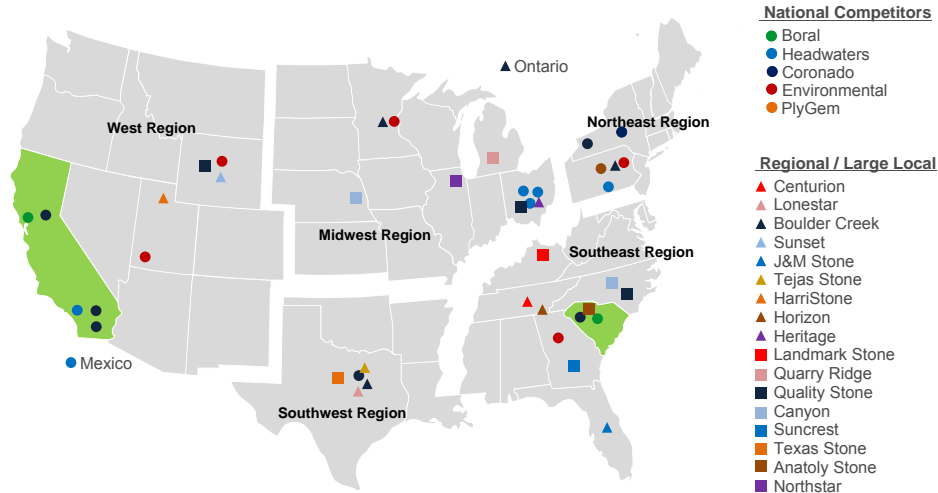 National Competitors
Boral
Headwaters
Coronado
Environmental
PlyGem
Ontario
West Region
Northeast Region
Midwest Region
Southeast Region
Mexico
Southwest Region
Regional / Large Local
Centurion
Lonestar
Boulder Creek
Sunset
J&M Stone
Tejas Stone
HarriStone
Horizon
Heritage
Landmark Stone
Quarry Ridge
Quality Stone
Canyon
Suncrest
Texas Stone
Anatoly Stone
Northstar